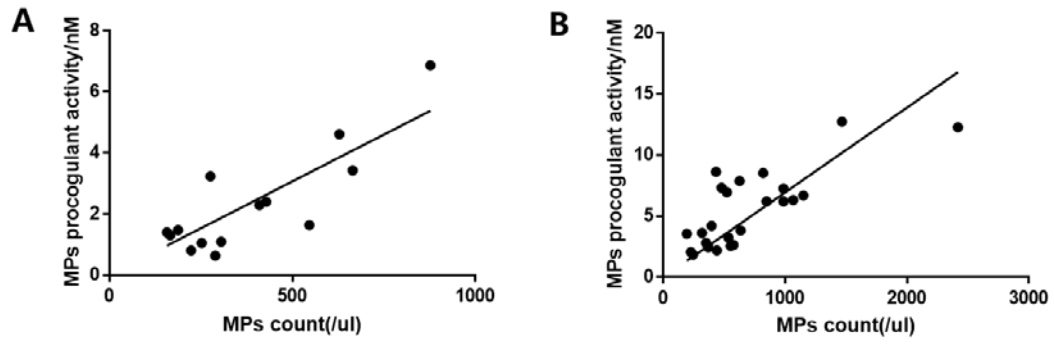 A
MPs procogulant activity/nM
8
6
4
2
0
0 500 1000
MPs count(/ul)
B
MPs procogulant activity/nM
20
15
10
5
0
0 1000 2000 3000
MPs count(/ul)